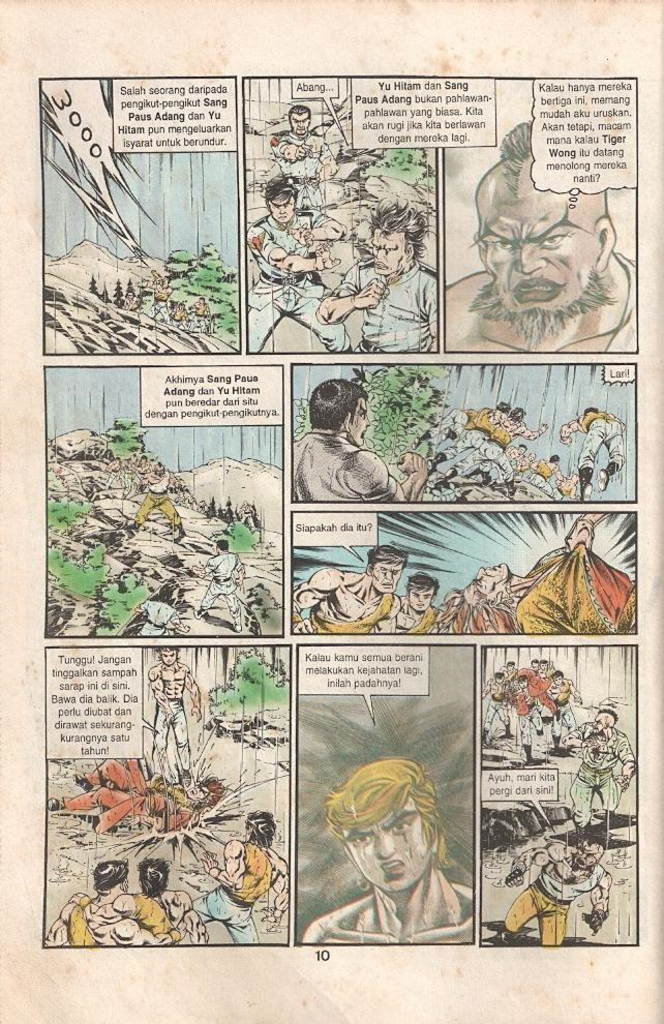 3000
Salah seorang daripada
pengikut-pengikut Sang
Paus Adang dan Yu
Hitam pun mengeluarkan
isyarat untuk berundur.
Abang...
Yu Hitam dan Sang
Paus Adang bukan pahlawan-
pahlawan yang biasa. Kita
akan rugi jika kita berlawan
dengan mereka lagi.
Kalau hanya mereka
bertiga ini, memang
mudah aku uruskan.
Akan tetapi, macam
mana kalau Tiger
Wong itu datang
menolong mereka
nanti?
Akhirnya Sang Paus
Adang dan Yu Hitam
pun beredar dari situ
dengan pengikut-pengikutnya.
Lari!
Siapakah dia itu?
Tunggu! Jangan
tinggalkan sampah
sarap ini di sini.
Bawa dia balik. Dia
perlu diubat dan
dirawat sekurang-
kurangnya satu
tahun!
Kalau kamu semua berani
melakukan kejahatan lagi,
inilah padahnya!
Ayuh, mari kita
pergi dari sini!
10